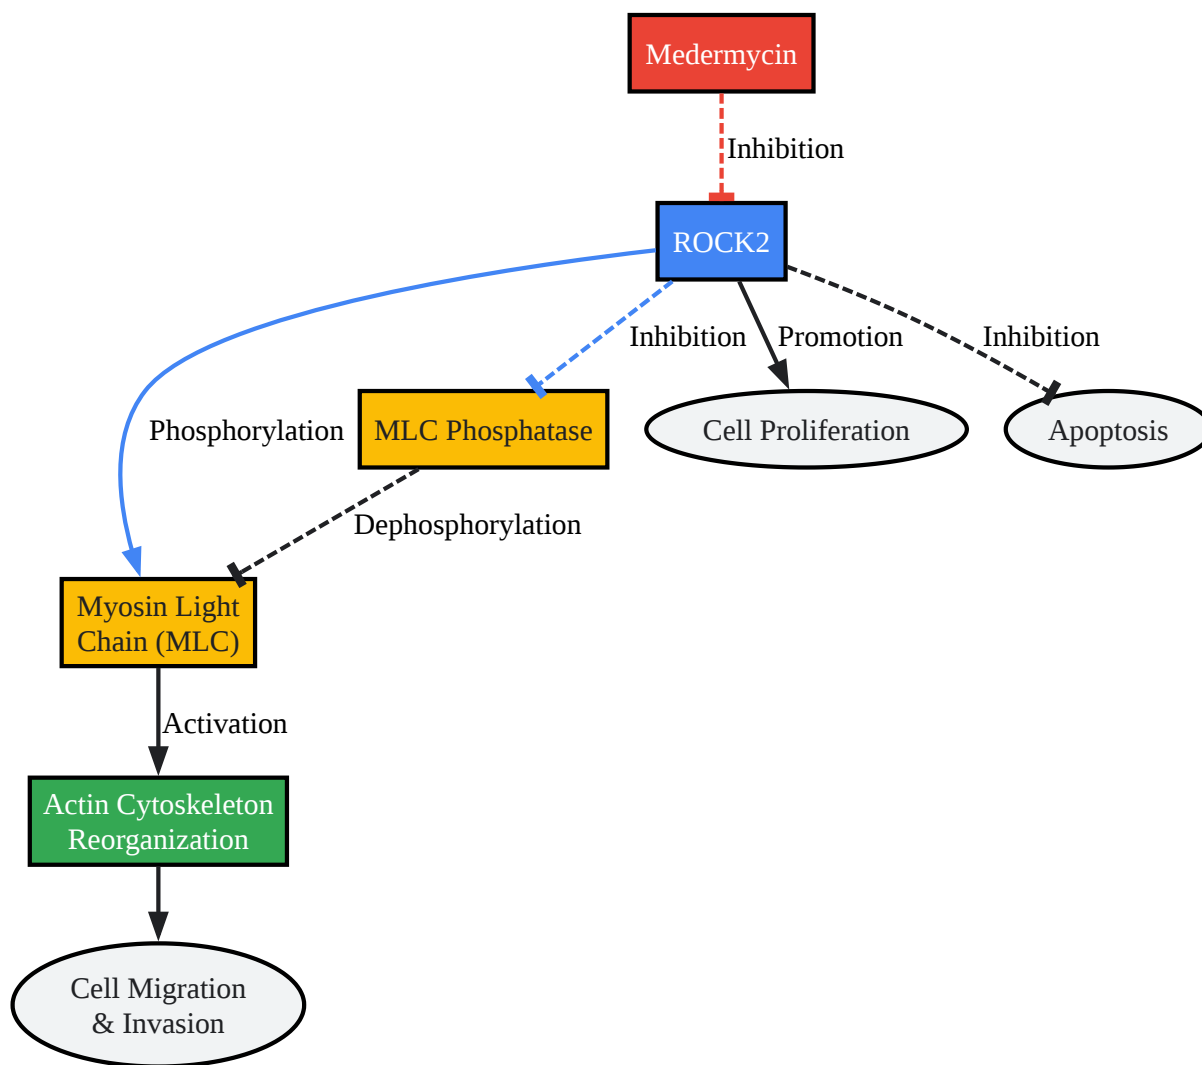 Medermycin
Inhibition
ROCK2
Inhibition
Promotion
Inhibition
Phosphorylation
MLC Phosphatase
Cell Proliferation
Apoptosis
Dephosphorylation
Myosin Light
Chain (MLC)
Activation
Actin Cytoskeleton
Reorganization
Cell Migration
& Invasion